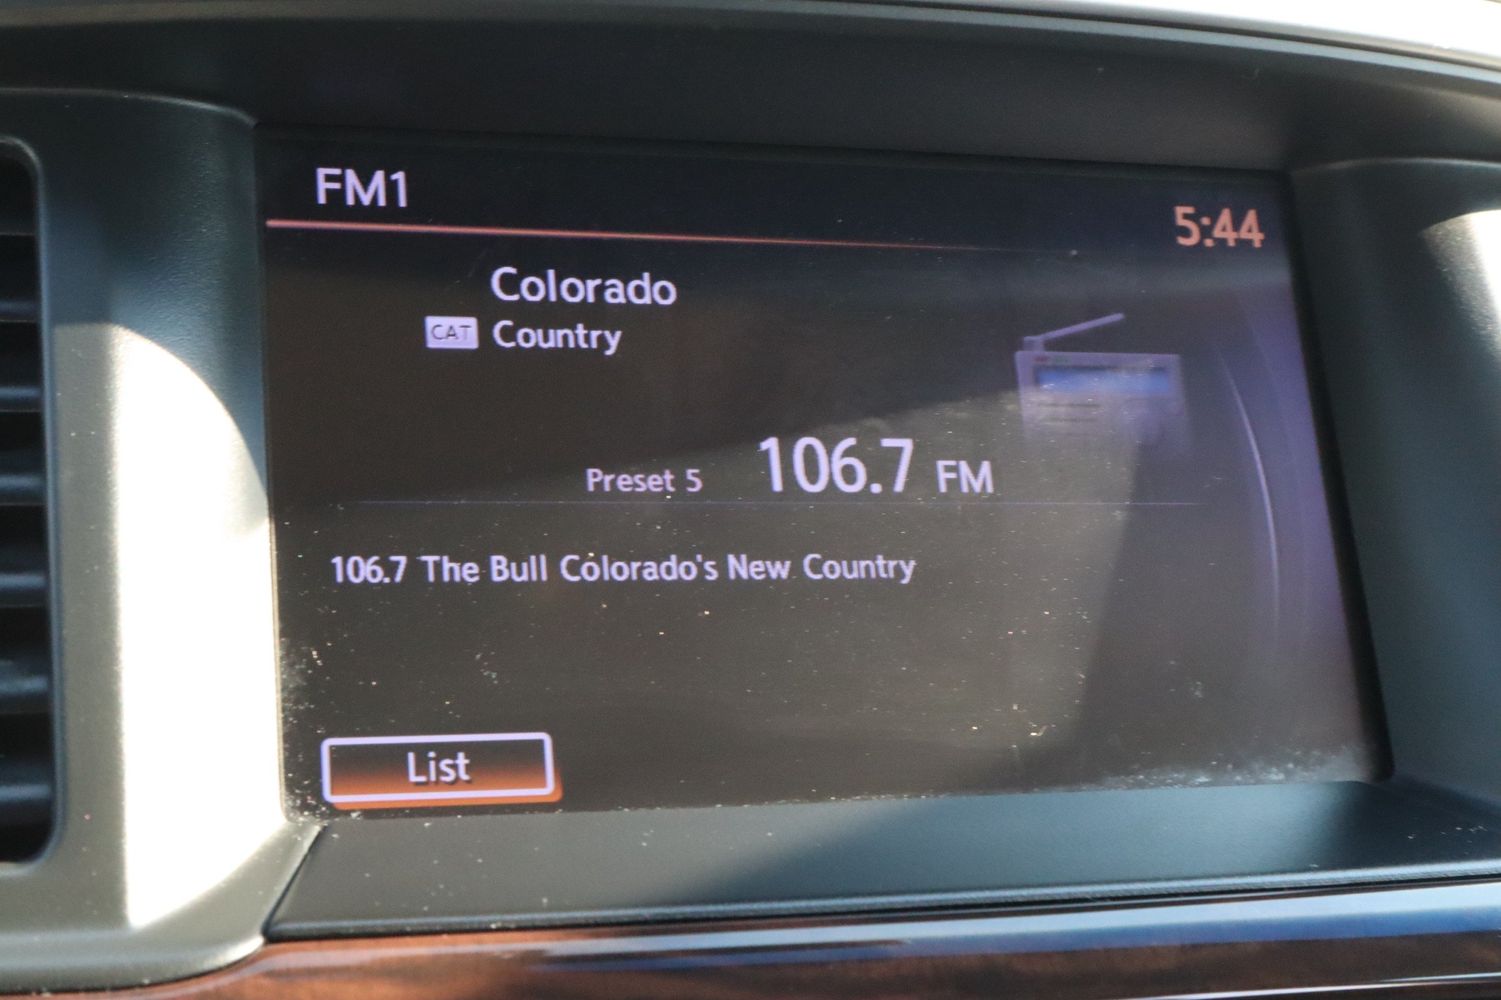 FM1
5:44
Colorado
CAT Country
Preset 5 106.7 FM
106.7 The Bull Colorado's New Country
List